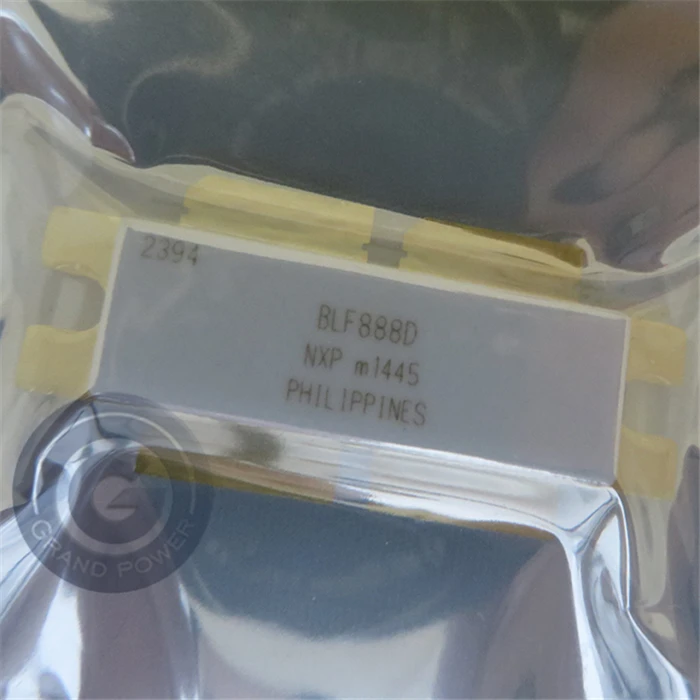 2394
BLF888D
NXP m1445
PHILIPPINES
G
GRAND POWER